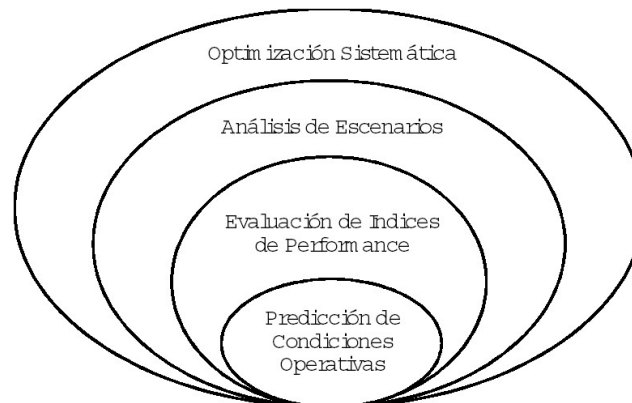 Optimización Sistemática
Análisis de Escenarios
Evaluación de Indices
de Performance
Predicción de
Condiciones
Operativas